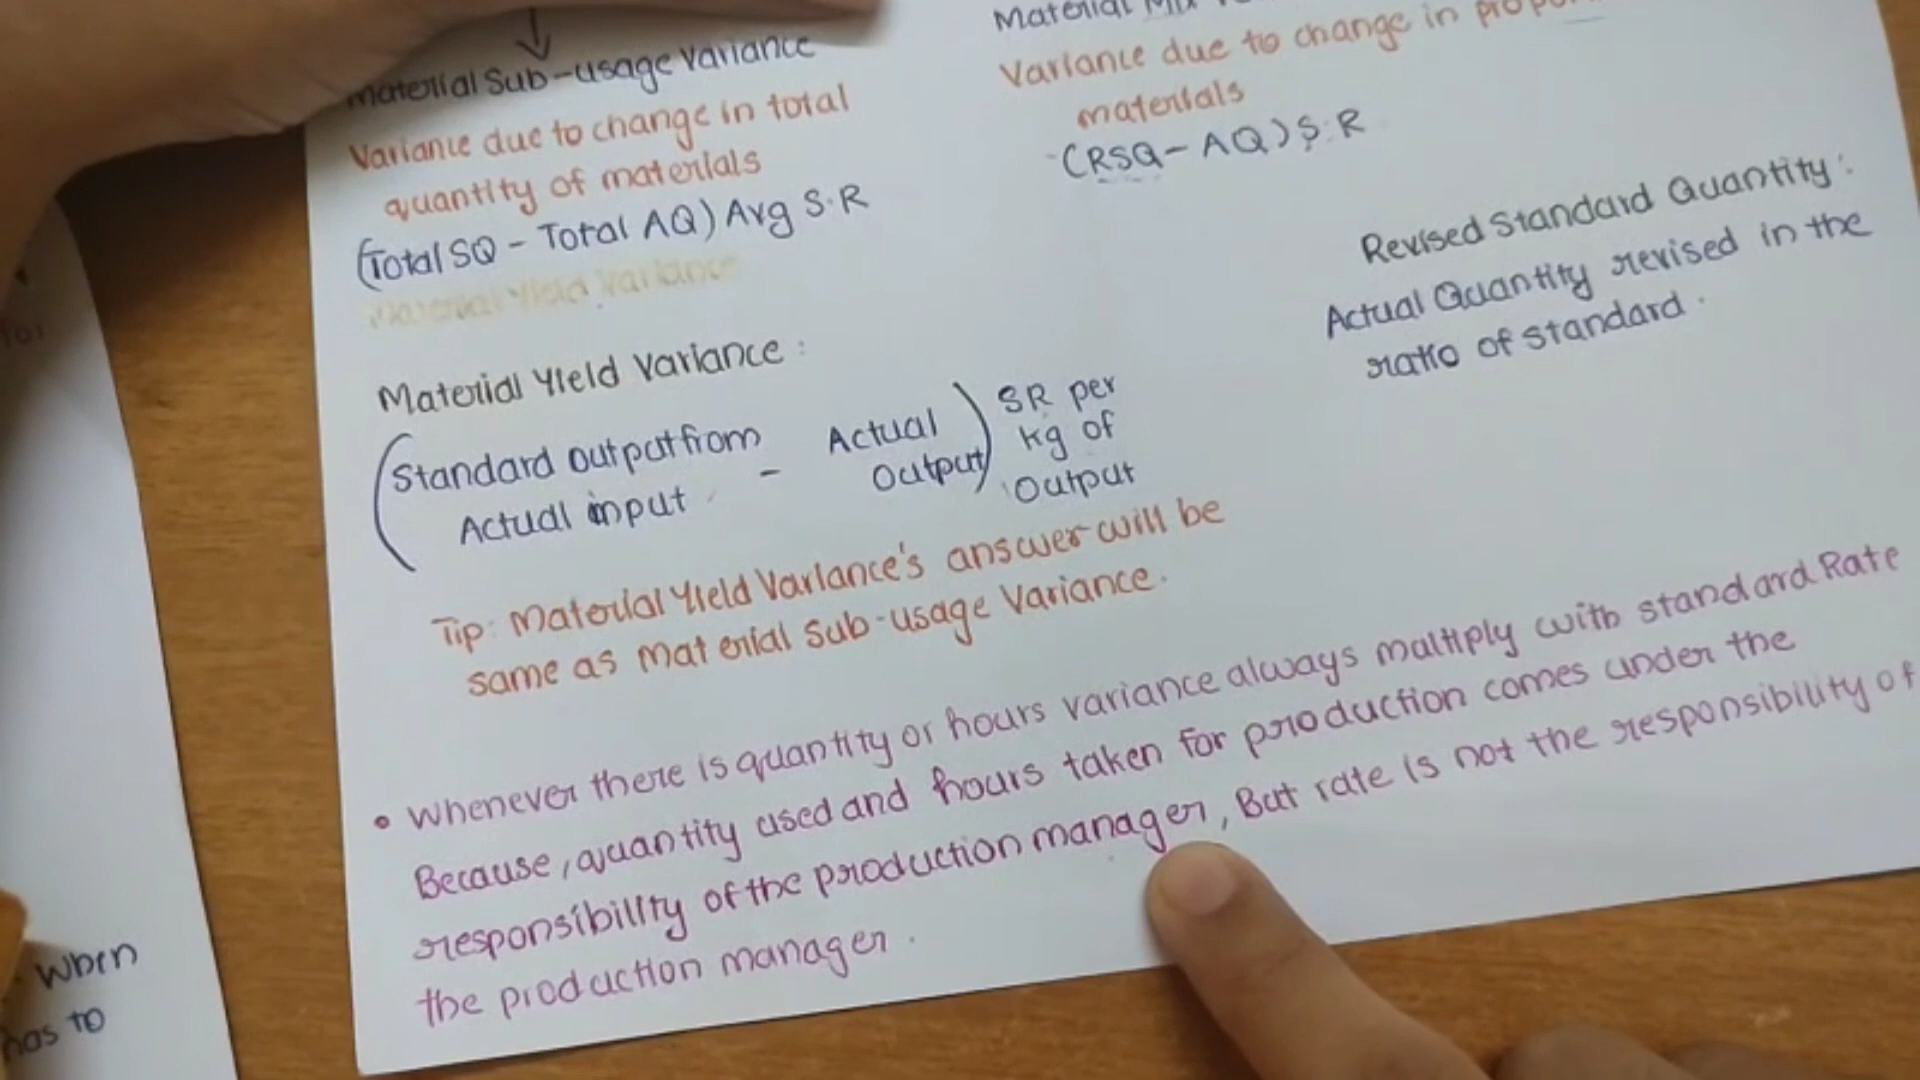 Material Sub-usage Variance
Variance due to change in total
quantity of materials
(Total SQ - Total AQ) Avg S.R
Material Yield Variance
Material Yield Variance :
(Standard output from
Actual input - Actual
Output) SR per
kg of
Output
Tip: Material Yield Variance's answer will be
same as material sub-usage Variance.
Material Mix
Variance due to change in
materials
(RSQ - AQ) S.R
Revised Standard Quantity :
Actual Quantity revised in the
ratio of standard.
• Whenever there is quantity or hours variance always multiply with standard Rate
Because, quantity used and hours taken for production comes under the
responsibility of the production manager, But rate is not the responsibility of
the production manager.
When
has to